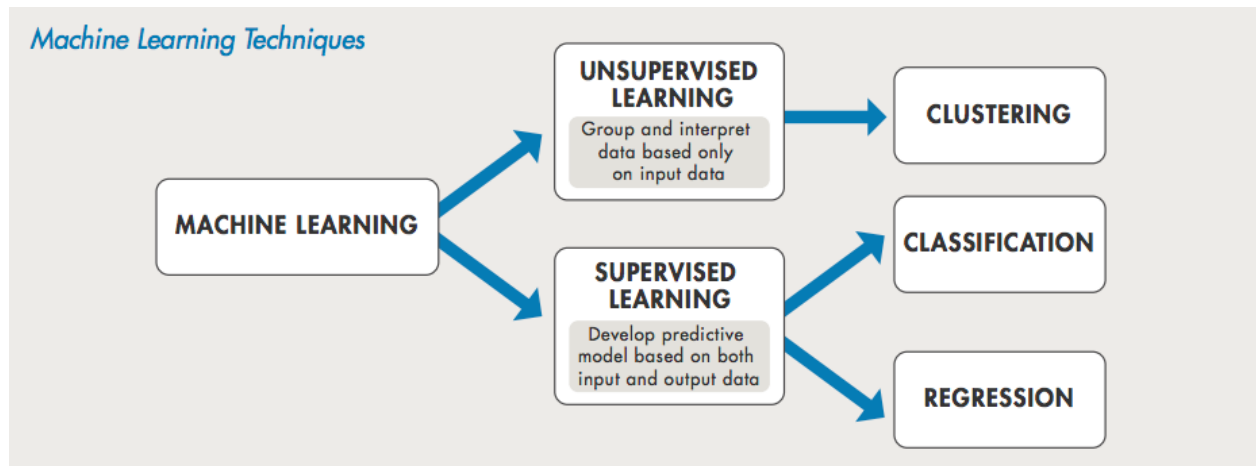 Machine Learning Techniques
UNSUPERVISED
LEARNING
Group and interpret
data based only
on input data
CLUSTERING
MACHINE LEARNING
CLASSIFICATION
SUPERVISED
LEARNING
Develop predictive
model based on both
input and output data
REGRESSION